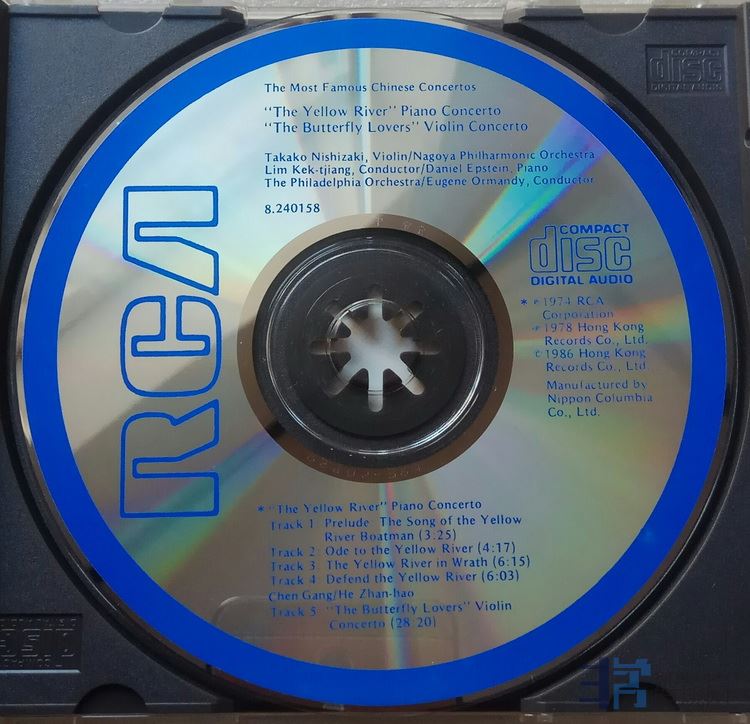 COMPACT
disc
DIGITAL AUDIO
The Most Famous Chinese Concertos
"The Yellow River" Piano Concerto
"The Butterfly Lovers" Violin Concerto
Takako Nishizaki, Violin/Nagoya Philharmonic Orchestra
Lim Kek-tjiang, Conductor/Daniel Epstein, Piano
The Philadelphia Orchestra/Eugene Ormandy, Conductor
8.240158
RCA
COMPACT
disc
DIGITAL AUDIO
* ℗ 1974 RCA
Corporation
℗ 1978 Hong Kong
Records Co., Ltd.
© 1986 Hong Kong
Records Co., Ltd.
Manufactured by
Nippon Columbia
Co., Ltd.
* "The Yellow River" Piano Concerto
Track 1 Prelude: The Song of the Yellow
River Boatman (3:25)
Track 2 Ode to the Yellow River (4:17)
Track 3 The Yellow River in Wrath (6:15)
Track 4 Defend the Yellow River (6:03)
Chen Gang/He Zhan-hao
Track 5 "The Butterfly Lovers" Violin
Concerto (28:20)